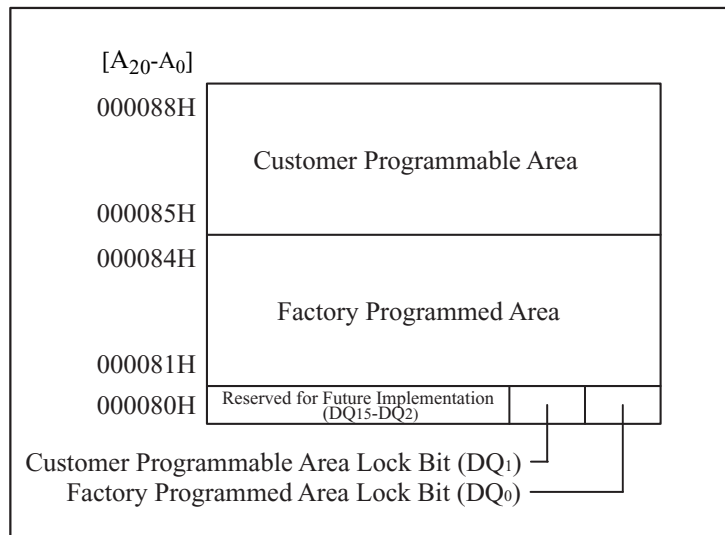 [A20-A0]
000088H
Customer Programmable Area
000085H
000084H
Factory Programmed Area
000081H
000080H
Reserved for Future Implementation
(DQ15-DQ2)
Customer Programmable Area Lock Bit (DQ1)
Factory Programmed Area Lock Bit (DQ0)